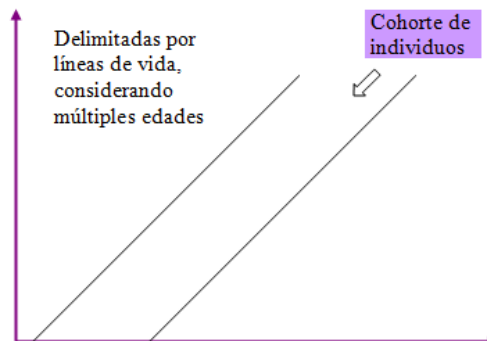 Delimitadas por
líneas de vida,
considerando
múltiples edades
Cohorte de
individuos